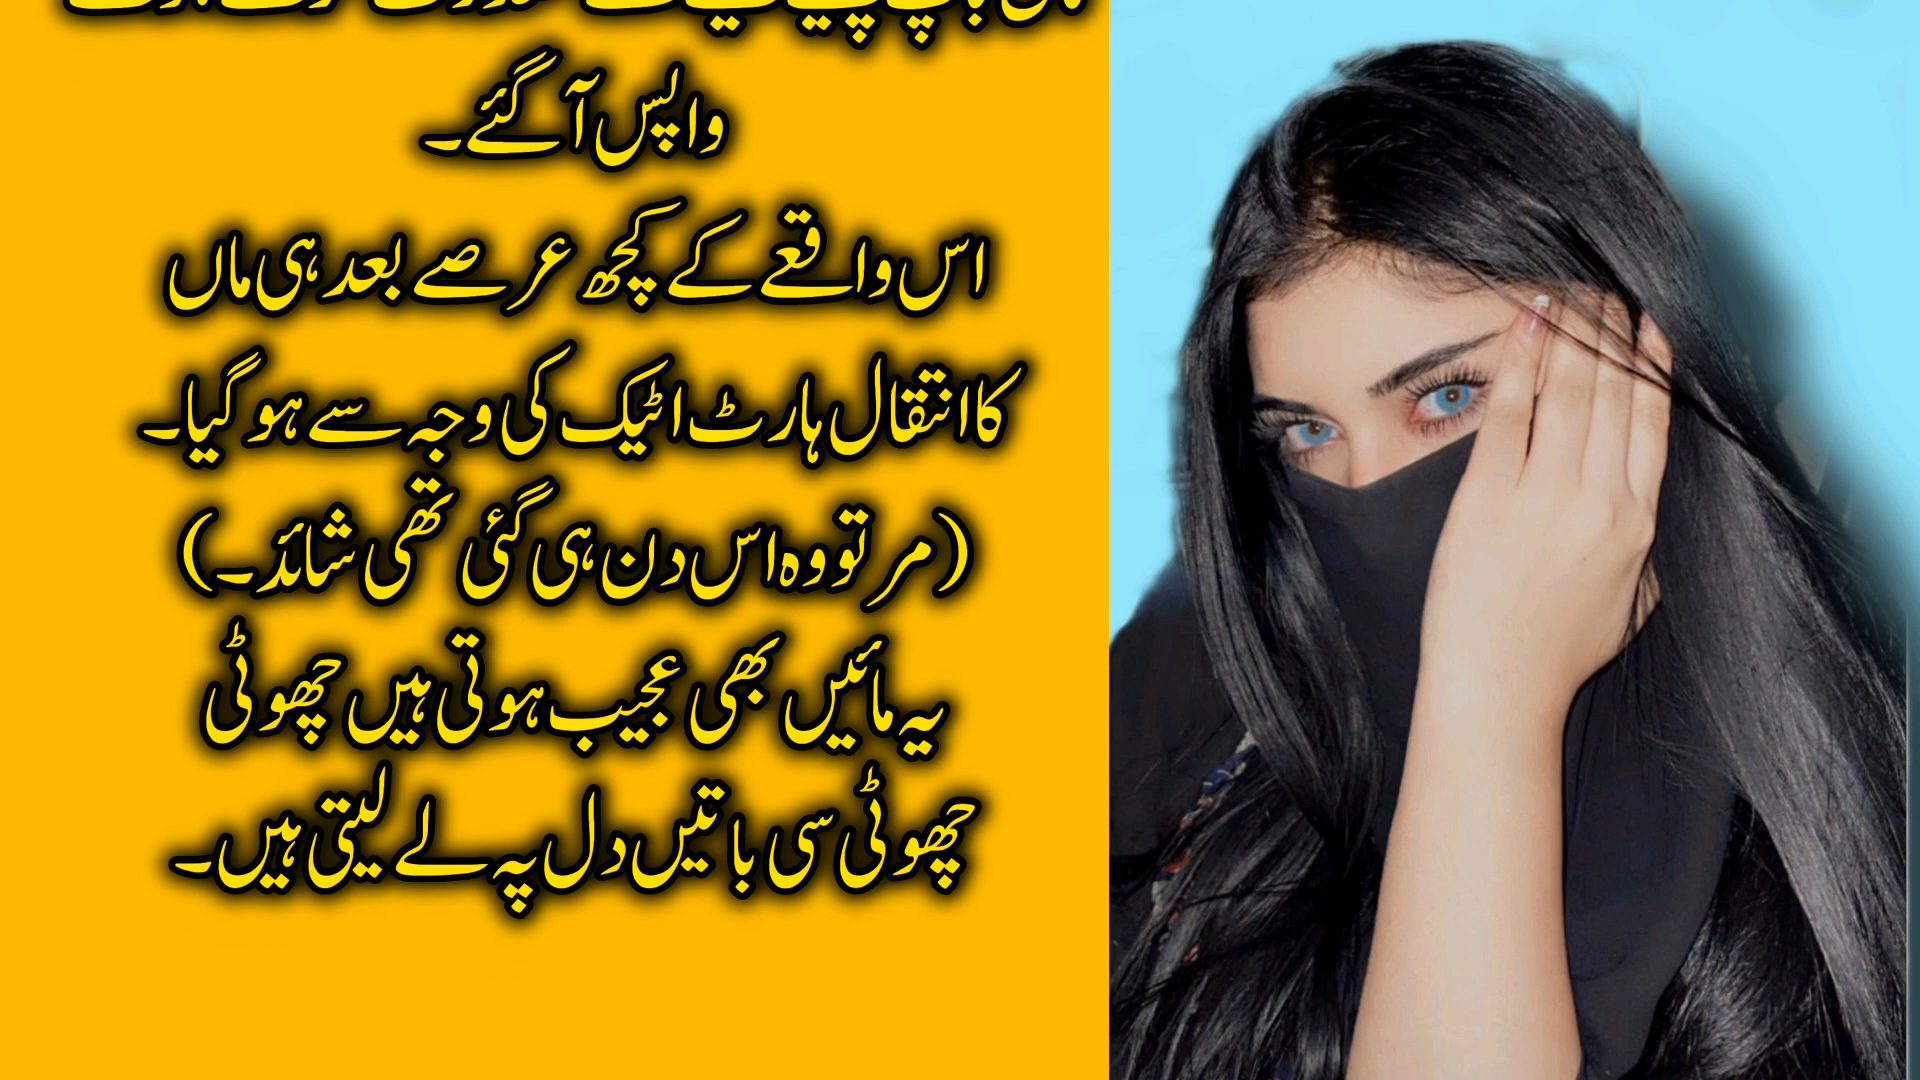 واپس آگئے۔
اس واقعے کے کچھ عرصے بعد ہی ماں
کا انتقال ہارٹ اٹیک کی وجہ سے ہو گیا۔
(مر تو وہ اس دن ہی گئی تھی شائد۔)
یہ مائیں بھی عجیب ہوتی ہیں چھوٹی
چھوٹی سی باتیں دل پہ لے لیتی ہیں۔